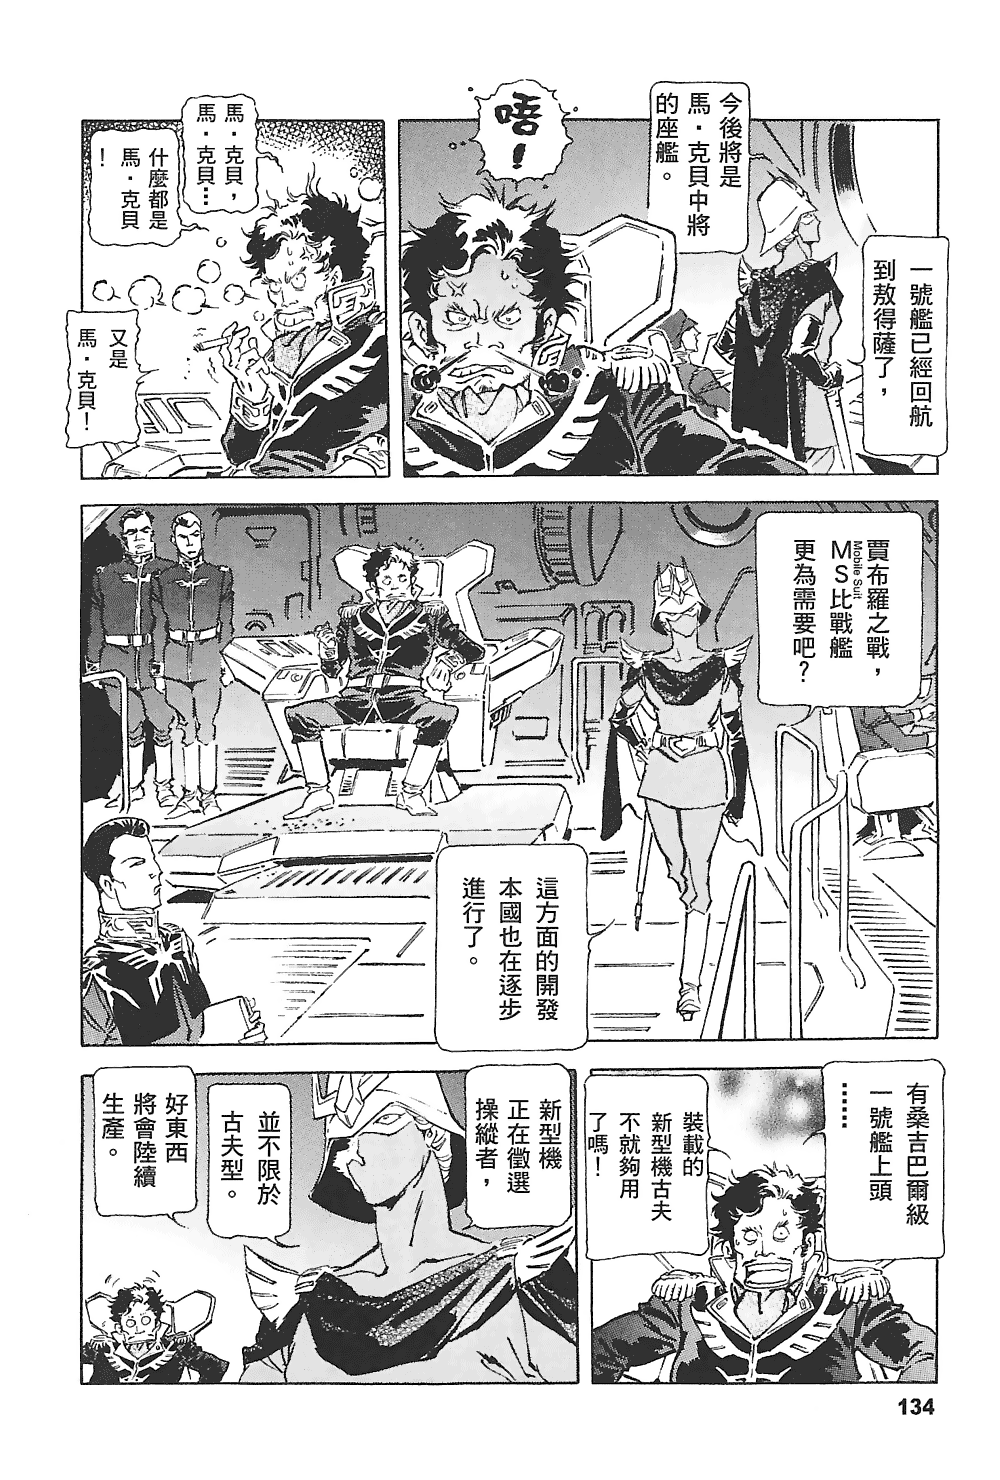 一號艦已經回航
到敖得薩了，
今後將是
馬・克貝中將
的座艦。
唔！
馬・克貝，
馬・克貝…
什麼都是
馬・克貝
！
又是
馬・克貝！
賈布羅之戰，
Mobile Suit
ＭＳ比戰艦
更為需要吧？
這方面的開發
本國也在逐步
進行了。
有桑吉巴爾級
一號艦上頭
……
裝載的
新型機古夫
不就夠用
了嗎！
新型機
正在徵選
操縱者，
並不限於
古夫型。
好東西
將會陸續
生產。
134